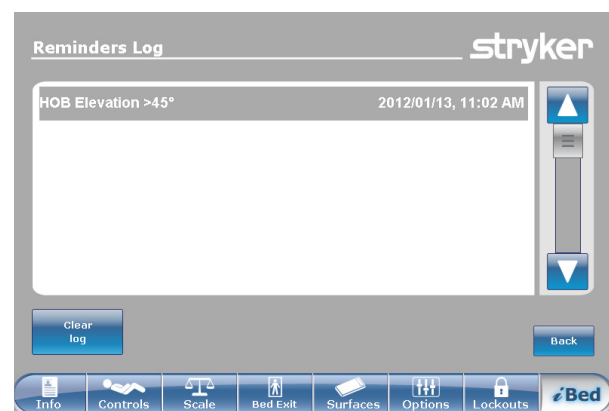 Reminders Log
stryker
HOB Elevation >45° 2012/01/13, 11:02 AM
Clear
log
Back
Info Controls Scale Bed Exit Surfaces Options Lockouts iBed